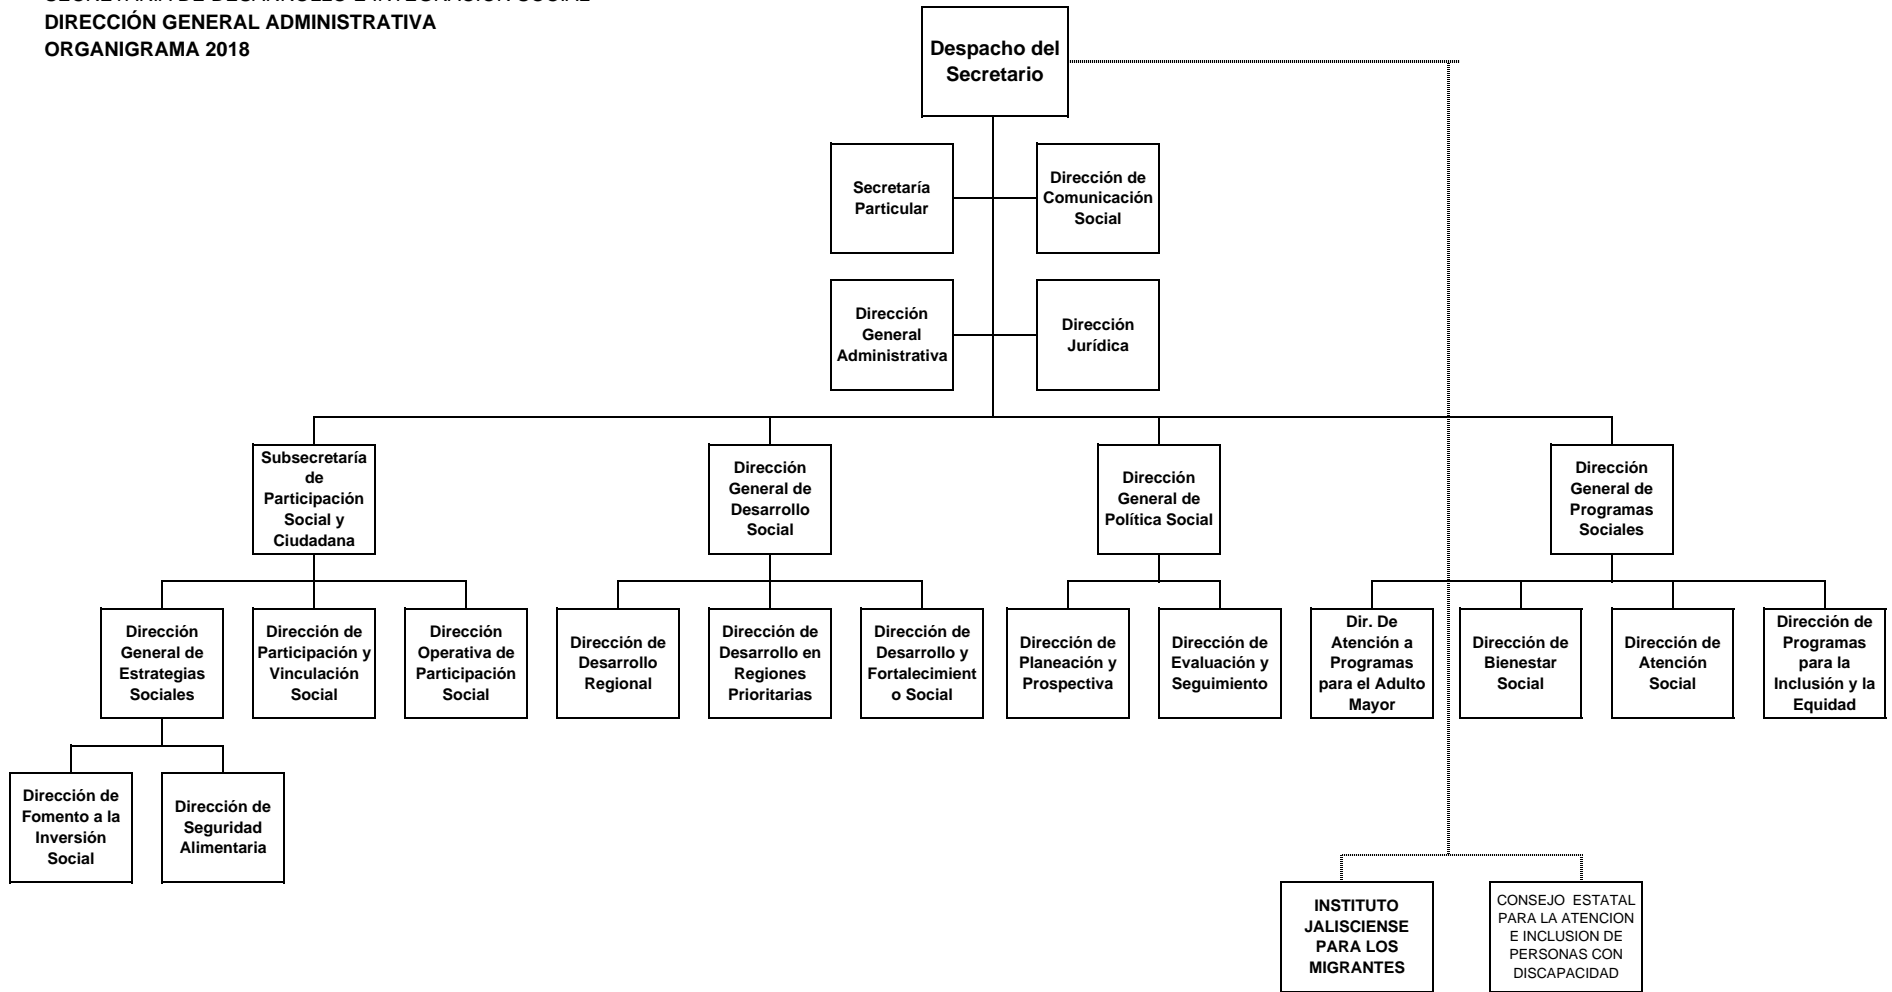 SECRETARÍA DE DESARROLLO E INTEGRACIÓN SOCIAL
DIRECCIÓN GENERAL ADMINISTRATIVA
ORGANIGRAMA 2018
Despacho del
Secretario
Secretaría
Particular
Dirección de
Comunicación
Social
Dirección
General
Administrativa
Dirección
Jurídica
Subsecretaría
de
Participación
Social y
Ciudadana
Dirección
General de
Desarrollo
Social
Dirección
General de
Política Social
Dirección
General de
Programas
Sociales
Dirección
General de
Estrategias
Sociales
Dirección de
Participación y
Vinculación
Social
Dirección
Operativa de
Participación
Social
Dirección de
Desarrollo
Regional
Dirección de
Desarrollo en
Regiones
Prioritarias
Dirección de
Desarrollo y
Fortalecimient
o Social
Dirección de
Planeación y
Prospectiva
Dirección de
Evaluación y
Seguimiento
Dir. De
Atención a
Programas
para el Adulto
Mayor
Dirección de
Bienestar
Social
Dirección de
Atención
Social
Dirección de
Programas
para la
Inclusión y la
Equidad
Dirección de
Fomento a la
Inversión
Social
Dirección de
Seguridad
Alimentaria
INSTITUTO
JALISCIENSE
PARA LOS
MIGRANTES
CONSEJO ESTATAL
PARA LA ATENCION
E INCLUSION DE
PERSONAS CON
DISCAPACIDAD